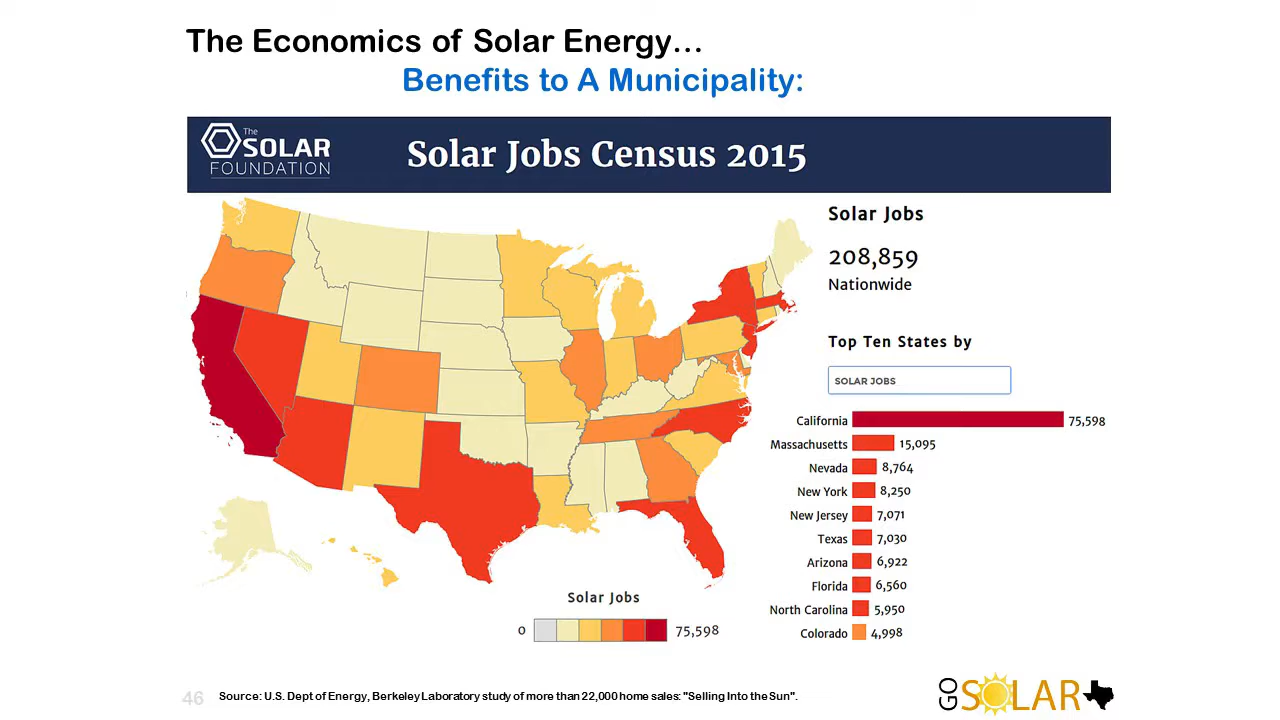 The Economics of Solar Energy…
Benefits to A Municipality:
The
SOLAR
FOUNDATION
Solar Jobs Census 2015
Solar Jobs
208,859
Nationwide
Top Ten States by
SOLAR JOBS
California 75,598
Massachusetts 15,095
Nevada 8,764
New York 8,250
New Jersey 7,071
Texas 7,030
Arizona 6,922
Florida 6,560
North Carolina 5,950
Colorado 4,998
Solar Jobs
0 75,598
46 Source: U.S. Dept of Energy, Berkeley Laboratory study of more than 22,000 home sales: "Selling Into the Sun".
GO SOLAR